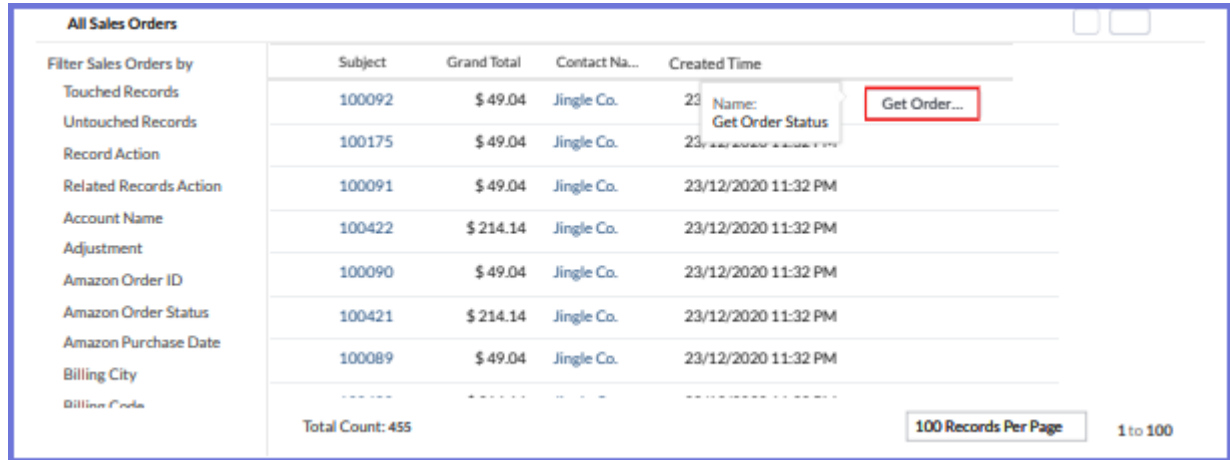 All Sales Orders
Filter Sales Orders by
Touched Records
Untouched Records
Record Action
Related Records Action
Account Name
Adjustment
Amazon Order ID
Amazon Order Status
Amazon Purchase Date
Billing City
Billing Code
Subject Grand Total Contact Na... Created Time
100092 $ 49.04 Jingle Co. 23 Get Order...
Name:
Get Order Status
100175 $ 49.04 Jingle Co.
100091 $ 49.04 Jingle Co. 23/12/2020 11:32 PM
100422 $ 214.14 Jingle Co. 23/12/2020 11:32 PM
100090 $ 49.04 Jingle Co. 23/12/2020 11:32 PM
100421 $ 214.14 Jingle Co. 23/12/2020 11:32 PM
100089 $ 49.04 Jingle Co. 23/12/2020 11:32 PM
Total Count: 455 100 Records Per Page 1 to 100